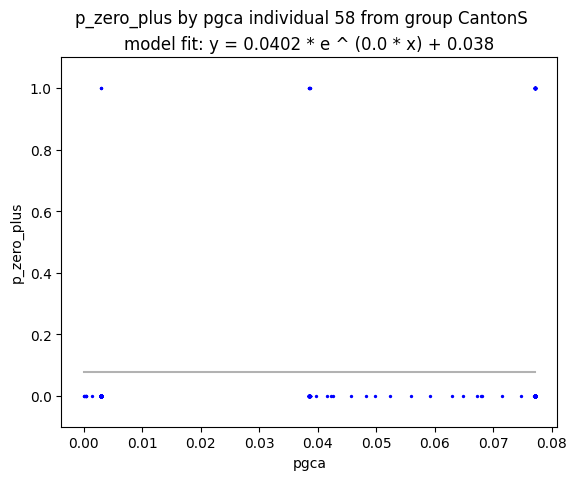 p_zero_plus by pgca individual 58 from group CantonS
model fit: y = 0.0402 * e ^ (0.0 * x) + 0.038
1.0
0.8
0.6
0.4
0.2
0.0
p_zero_plus
0.00 0.01 0.02 0.03 0.04 0.05 0.06 0.07 0.08
pgca